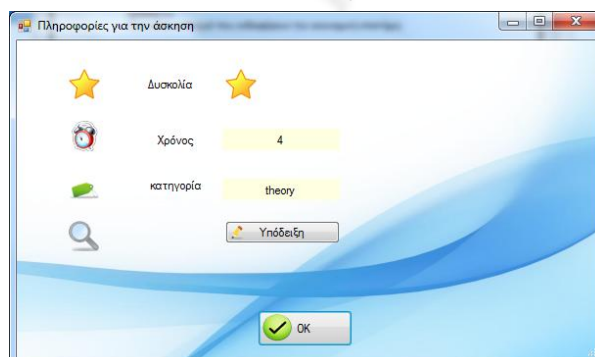 Πληροφορίες για την άσκηση
Δυσκολία
Χρόνος 4
κατηγορία theory
Υπόδειξη
OK